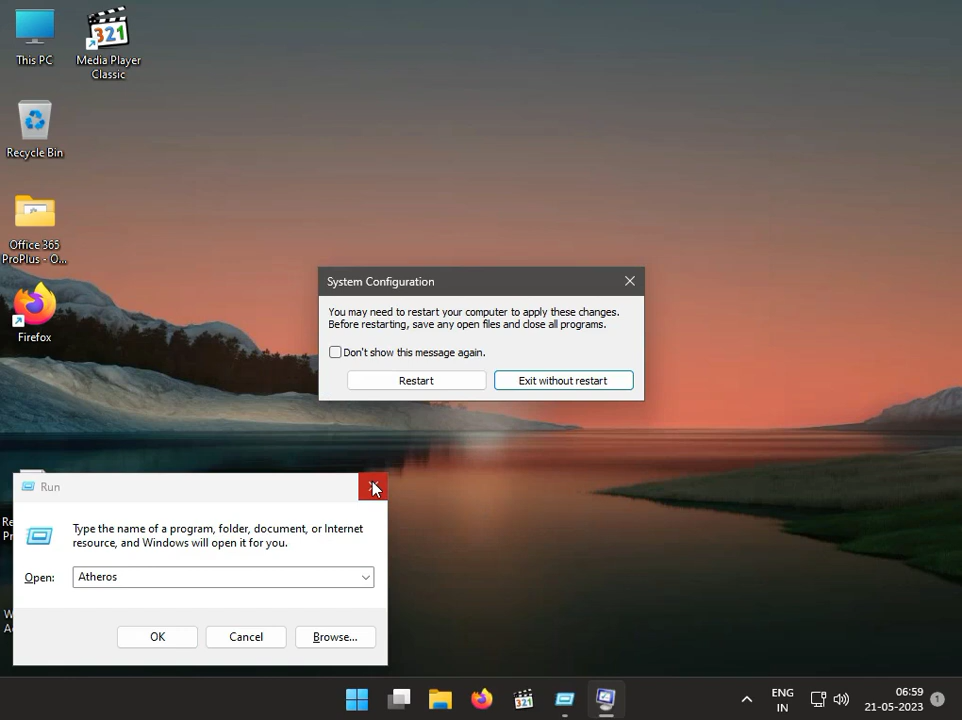 This PC
Media Player
Classic
Recycle Bin
Office 365
ProPlus - O...
Firefox
System Configuration
You may need to restart your computer to apply these changes.
Before restarting, save any open files and close all programs.
Don't show this message again.
Restart
Exit without restart
Run
Type the name of a program, folder, document, or Internet
resource, and Windows will open it for you.
Open:
Atheros
OK
Cancel
Browse...
321
321
ENG
IN
06:59
21-05-2023
1